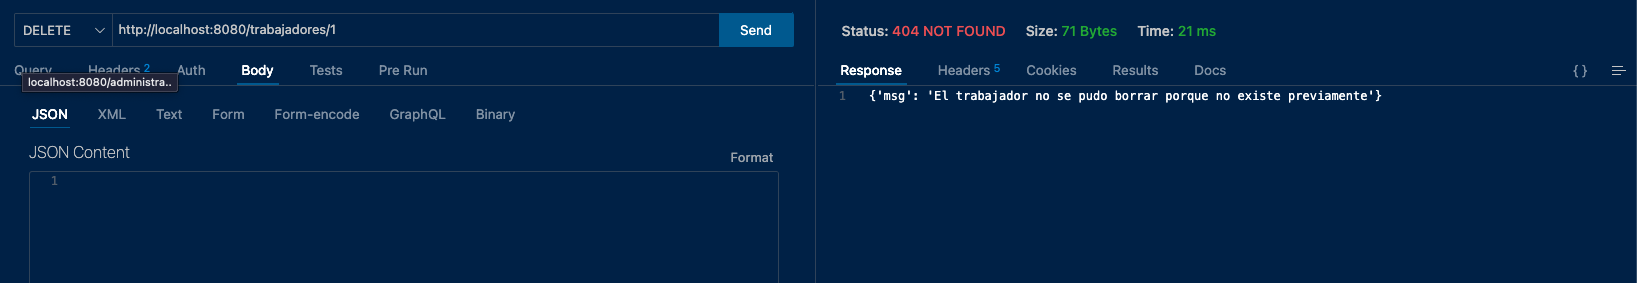 DELETE http://localhost:8080/trabajadores/1 Send
Query Headers 2 Auth Body Tests Pre Run
localhost:8080/administra..
JSON XML Text Form Form-encode GraphQL Binary
JSON Content
Format
1
Status: 404 NOT FOUND Size: 71 Bytes Time: 21 ms
Response Headers 5 Cookies Results Docs { }
1 {'msg': 'El trabajador no se pudo borrar porque no existe previamente'}